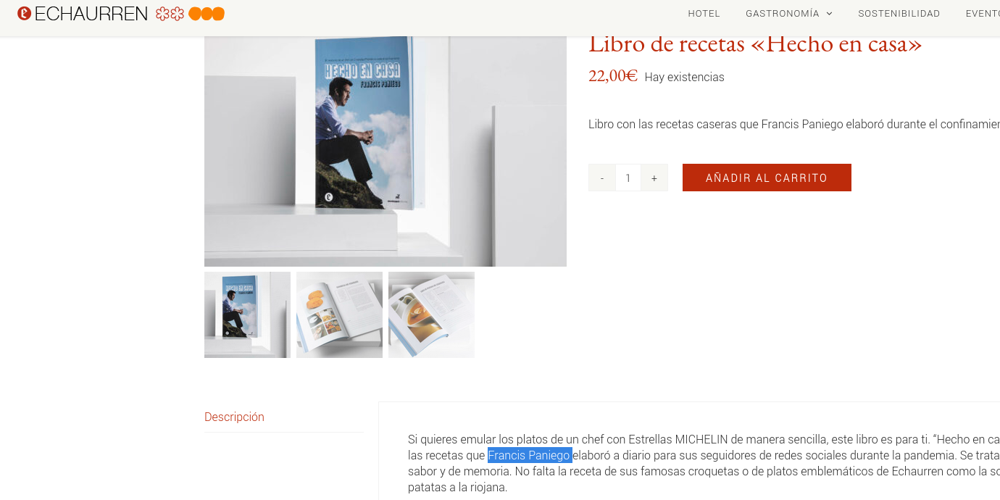 ECHAURREN
HOTEL
GASTRONOMÍA
SOSTENIBILIDAD
Libro de recetas «Hecho en casa»
22,00€ Hay existencias
HECHO EN CASA
FRANCIS PANIEGO
Libro con las recetas caseras que Francis Paniego elaboró durante el
- 1 +
AÑADIR AL CARRITO
HECHO EN CASA
Descripción
Si quieres emular los platos de un chef con Estrellas MICHELIN de manera sencilla, este libro es para ti. “Hecho en
las recetas que Francis Paniego elaboró a diario para sus seguidores de redes sociales durante la pandemia. Se trata
sabor y de memoria. No falta la receta de sus famosas croquetas o de platos emblemáticos de Echaurren como la
patatas a la riojana.